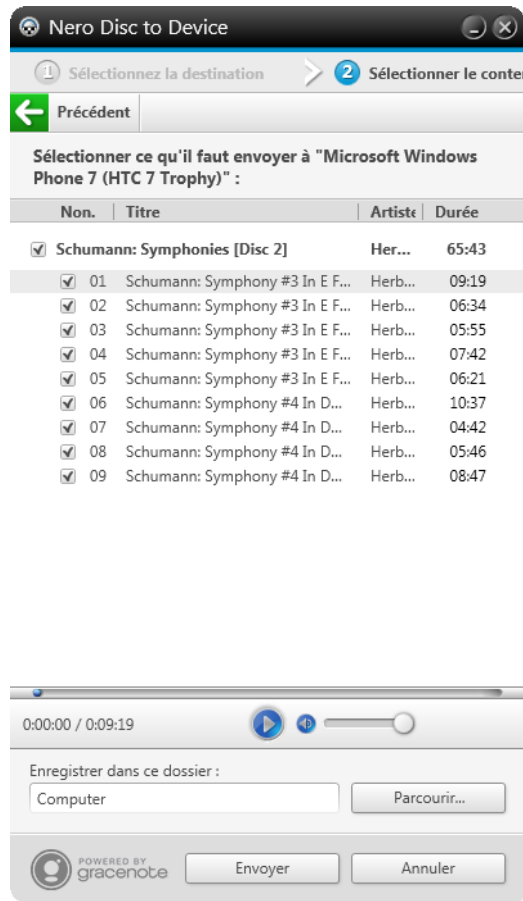 Nero Disc to Device
1 Sélectionnez la destination 2 Sélectionner le conte
Précédent
Sélectionner ce qu'il faut envoyer à "Microsoft Windows
Phone 7 (HTC 7 Trophy)" :
Non. Titre Artiste Durée
Schumann: Symphonies [Disc 2] Her... 65:43
01 Schumann: Symphony #3 In E F... Herb... 09:19
02 Schumann: Symphony #3 In E F... Herb... 06:34
03 Schumann: Symphony #3 In E F... Herb... 05:55
04 Schumann: Symphony #3 In E F... Herb... 07:42
05 Schumann: Symphony #3 In E F... Herb... 06:21
06 Schumann: Symphony #4 In D... Herb... 10:37
07 Schumann: Symphony #4 In D... Herb... 04:42
08 Schumann: Symphony #4 In D... Herb... 05:46
09 Schumann: Symphony #4 In D... Herb... 08:47
0:00:00 / 0:09:19
Enregistrer dans ce dossier :
Computer Parcourir...
POWERED BY
gracenote Envoyer Annuler